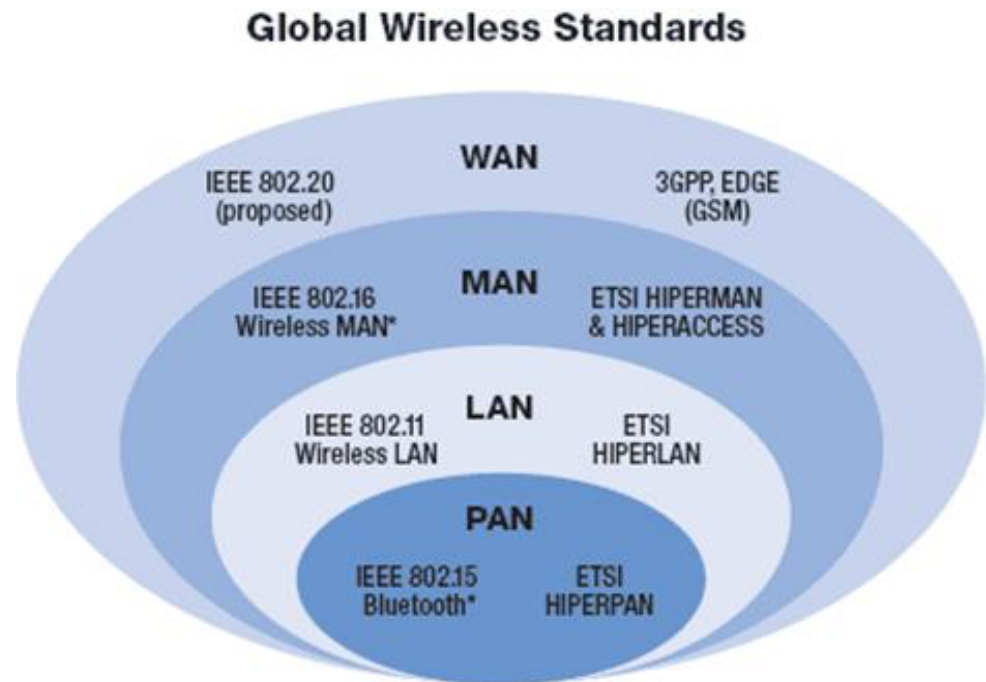 Global Wireless Standards
WAN
IEEE 802.20
(proposed)
3GPP, EDGE
(GSM)
MAN
IEEE 802.16
Wireless MAN*
ETSI HIPERMAN
& HIPERACCESS
LAN
IEEE 802.11
Wireless LAN
ETSI
HIPERLAN
PAN
IEEE 802.15
Bluetooth*
ETSI
HIPERPAN